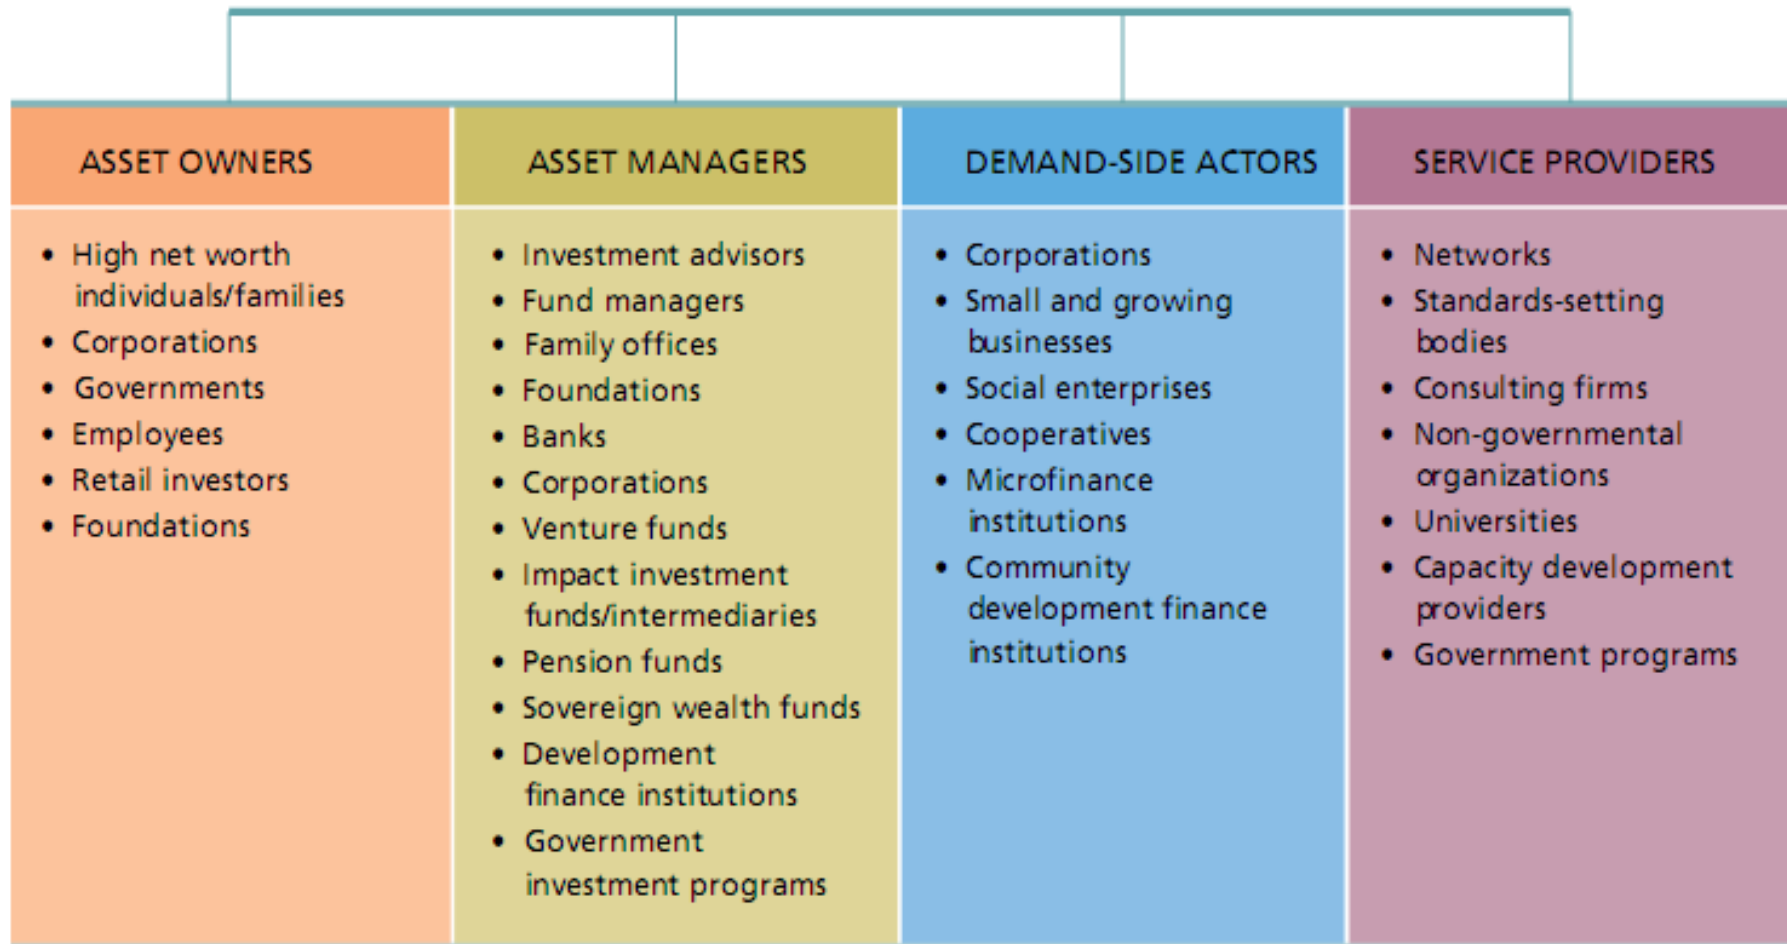 ASSET OWNERS
• High net worth
individuals/families
• Corporations
• Governments
• Employees
• Retail investors
• Foundations
ASSET MANAGERS
• Investment advisors
• Fund managers
• Family offices
• Foundations
• Banks
• Corporations
• Venture funds
• Impact investment
funds/intermediaries
• Pension funds
• Sovereign wealth funds
• Development
finance institutions
• Government
investment programs
DEMAND-SIDE ACTORS
• Corporations
• Small and growing
businesses
• Social enterprises
• Cooperatives
• Microfinance
institutions
• Community
development finance
institutions
SERVICE PROVIDERS
• Networks
• Standards-setting
bodies
• Consulting firms
• Non-governmental
organizations
• Universities
• Capacity development
providers
• Government programs